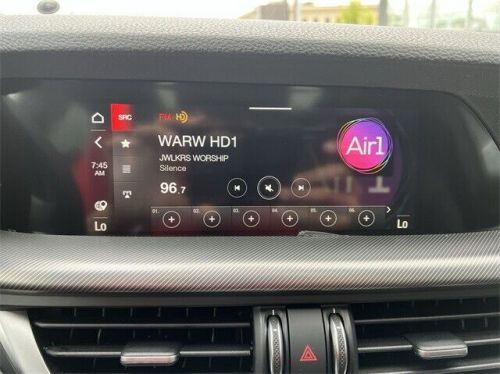 SRC
FM HD
WARW HD1
JWLKRS WORSHIP
Silence
96.7
Air1
7:45
AM
Lo
01. 02. 03. 04. 05. 06.
Lo